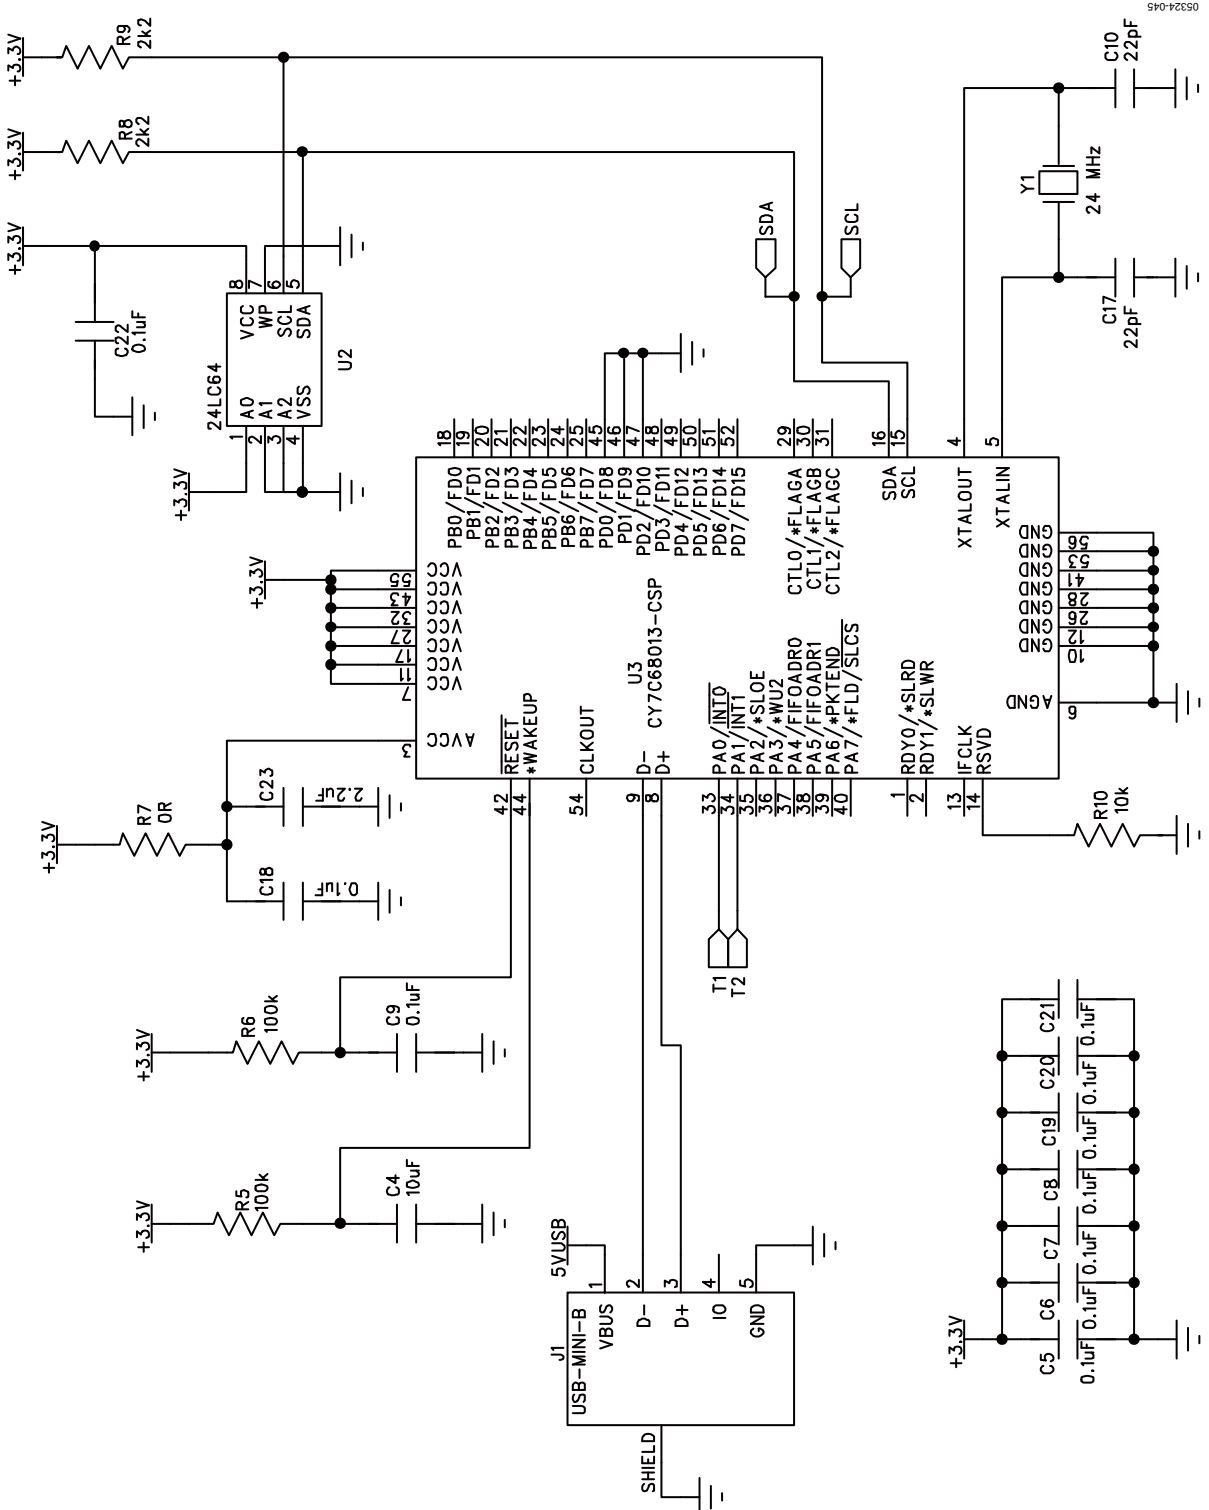 05324-045
+3.3V
R9
2k2
+3.3V
R8
2k2
+3.3V
C22
0.1uF
C10
22pF
Y1
24 MHz
C17
22pF
SDA
SCL
8
7
6
5
VCC
WP
SCL
SDA
U2
24LC64
A0
A1
A2
VSS
1
2
3
4
+3.3V
+3.3V
18
19
20
21
22
23
24
25
45
46
47
48
49
50
51
52
29
30
31
16
15
4
5
PB0/FD0
PB1/FD1
PB2/FD2
PB3/FD3
PB4/FD4
PB5/FD5
PB6/FD6
PB7/FD7
PD0/FD8
PD1/FD9
PD2/FD10
PD3/FD11
PD4/FD12
PD5/FD13
PD6/FD14
PD7/FD15
CTL0/*FLAGA
CTL1/*FLAGB
CTL2/*FLAGC
SDA
SCL
XTALOUT
XTALIN
VCC
VCC
VCC
VCC
VCC
VCC
VCC
AVCC
55
43
32
27
17
11
7
3
GND
GND
GND
GND
GND
GND
GND
AGND
56
53
41
28
26
12
10
6
U3
CY7C68013-CSP
RESET
*WAKEUP
CLKOUT
D-
D+
PA0/INT0
PA1/INT1
PA2/*SLOE
PA3/*WU2
PA4/FIFOADR0
PA5/FIFOADR1
PA6/*PKTEND
PA7/*FLD/SLCS
RDY0/*SLRD
RDY1/*SLWR
IFCLK
RSVD
42
44
54
9
8
33
34
35
36
37
38
39
40
1
2
13
14
+3.3V
R7
0R
C23
2.2uF
C18
0.1uF
R10
10k
T1
T2
+3.3V
R6
100k
C9
0.1uF
+3.3V
R5
100k
C4
10uF
5VUSB
1
2
3
4
5
VBUS
D-
D+
IO
GND
J1
USB-MINI-B
SHIELD
+3.3V
C5
0.1uF
C6
0.1uF
C7
0.1uF
C8
0.1uF
C19
0.1uF
C20
0.1uF
C21
0.1uF